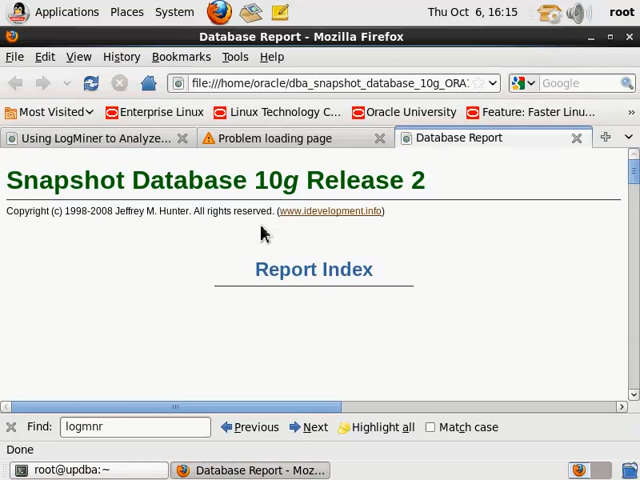 Applications Places System Thu Oct 6, 16:15 root
Database Report - Mozilla Firefox
File Edit View History Bookmarks Tools Help
file:///home/oracle/dba_snapshot_database_10g_ORA Google
Most Visited Enterprise Linux Linux Technology C... Oracle University Feature: Faster Linu... »
Using LogMiner to Analyze... Problem loading page Database Report
Snapshot Database 10g Release 2
Copyright (c) 1998-2008 Jeffrey M. Hunter. All rights reserved. (www.idevelopment.info)
Report Index
Find: logmnr Previous Next Highlight all Match case
Done
root@updba:~ Database Report - Moz...